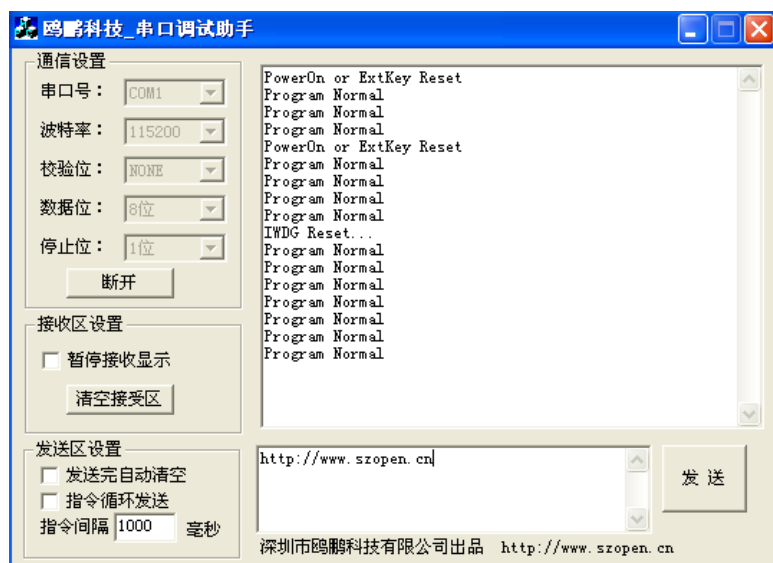 鸥鹏科技_串口调试助手
通信设置
串口号: COM1
波特率: 115200
校验位: NONE
数据位: 8位
停止位: 1位
断开
接收区设置
暂停接收显示
清空接受区
发送区设置
发送完自动清空
指令循环发送
指令间隔 1000 毫秒
PowerOn or ExtKey Reset
Program Normal
Program Normal
Program Normal
PowerOn or ExtKey Reset
Program Normal
Program Normal
Program Normal
Program Normal
IWDG Reset...
Program Normal
Program Normal
Program Normal
Program Normal
Program Normal
Program Normal
Program Normal
http://www.szopen.cn
发 送
深圳市鸥鹏科技有限公司出品 http://www.szopen.cn